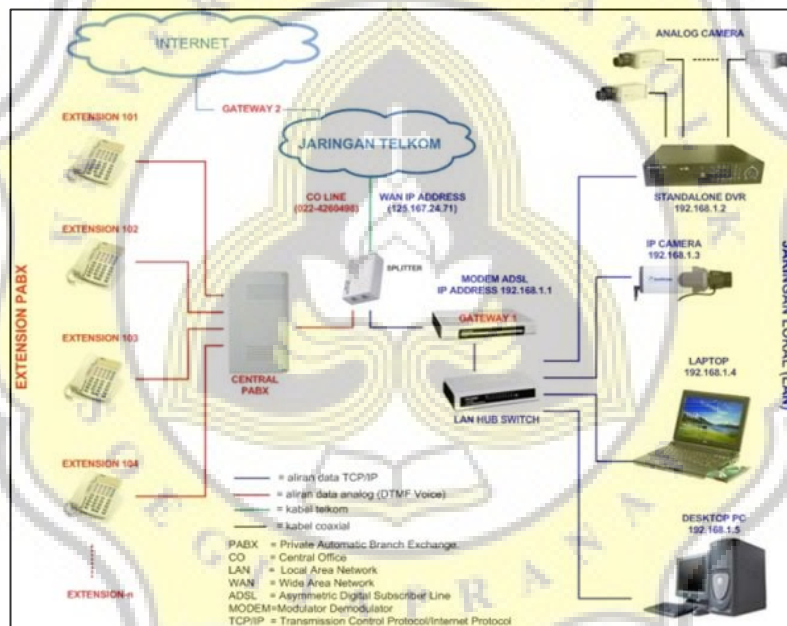 INTERNET
ANALOG CAMERA
GATEWAY 2
EXTENSION 101
JARINGAN TELKOM
CO LINE
(022-4260498)
WAN IP ADDRESS
(125.167.24.71)
STANDALONE DVR
192.168.1.2
EXTENSION 102
SPLITTER
IP CAMERA
192.168.1.3
MODEM ADSL
IP ADDRESS 192.168.1.1
GATEWAY 1
EXTENSION PABX
JARINGAN LOKAL (LAN)
EXTENSION 103
CENTRAL
PABX
LAN HUB SWITCH
LAPTOP
192.168.1.4
EXTENSION 104
= aliran data TCP/IP
= aliran data analog (DTMF Voice)
= kabel telkom
= kabel coaxial
DESKTOP PC
192.168.1.5
PABX = Private Automatic Branch Exchange
CO = Central Office
LAN = Local Area Network
WAN = Wide Area Network
ADSL = Asymmetric Digital Subscriber Line
MODEM=Modulator Demodulator
TCP/IP = Transmission Control Protocol/Internet Protocol
EXTENSION-n